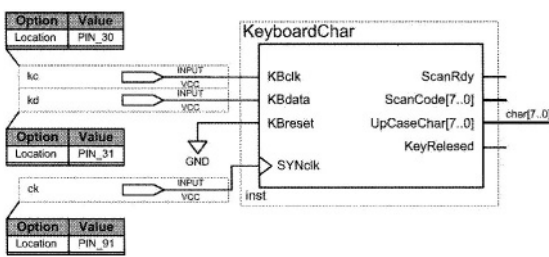 Option Value
Location PIN_30
KeyboardChar
kc INPUT
VCC
KBclk
ScanRdy
kd INPUT
VCC
KBdata
ScanCode[7..0]
KBreset
UpCaseChar[7..0]
char[7..0]
Option Value
Location PIN_31
GND
KeyRelesed
SYNclk
ck INPUT
VCC
inst
Option Value
Location PIN_91